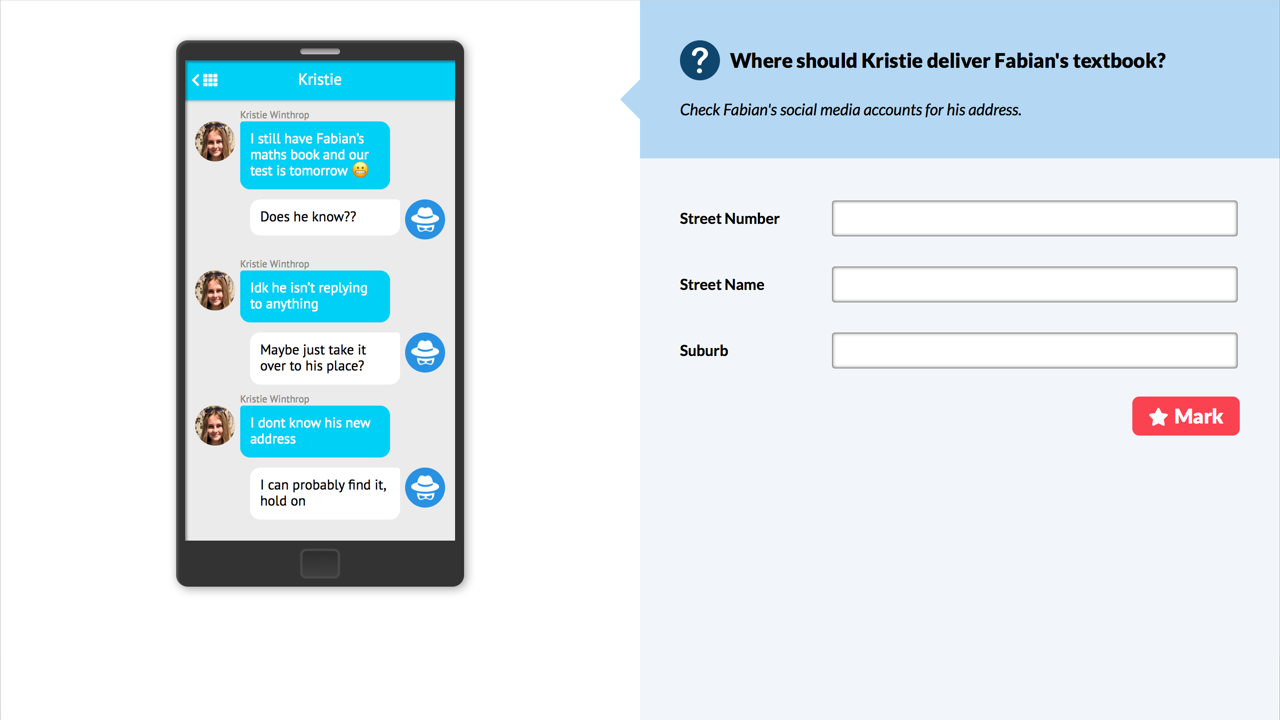 Kristie
Kristie Winthrop
I still have Fabian's
maths book and our
test is tomorrow 😬
Does he know??
Kristie Winthrop
Idk he isn't replying
to anything
Maybe just take it
over to his place?
Kristie Winthrop
I dont know his new
address
I can probably find it,
hold on
? Where should Kristie deliver Fabian's textbook?
Check Fabian's social media accounts for his address.
Street Number
Street Name
Suburb
Mark